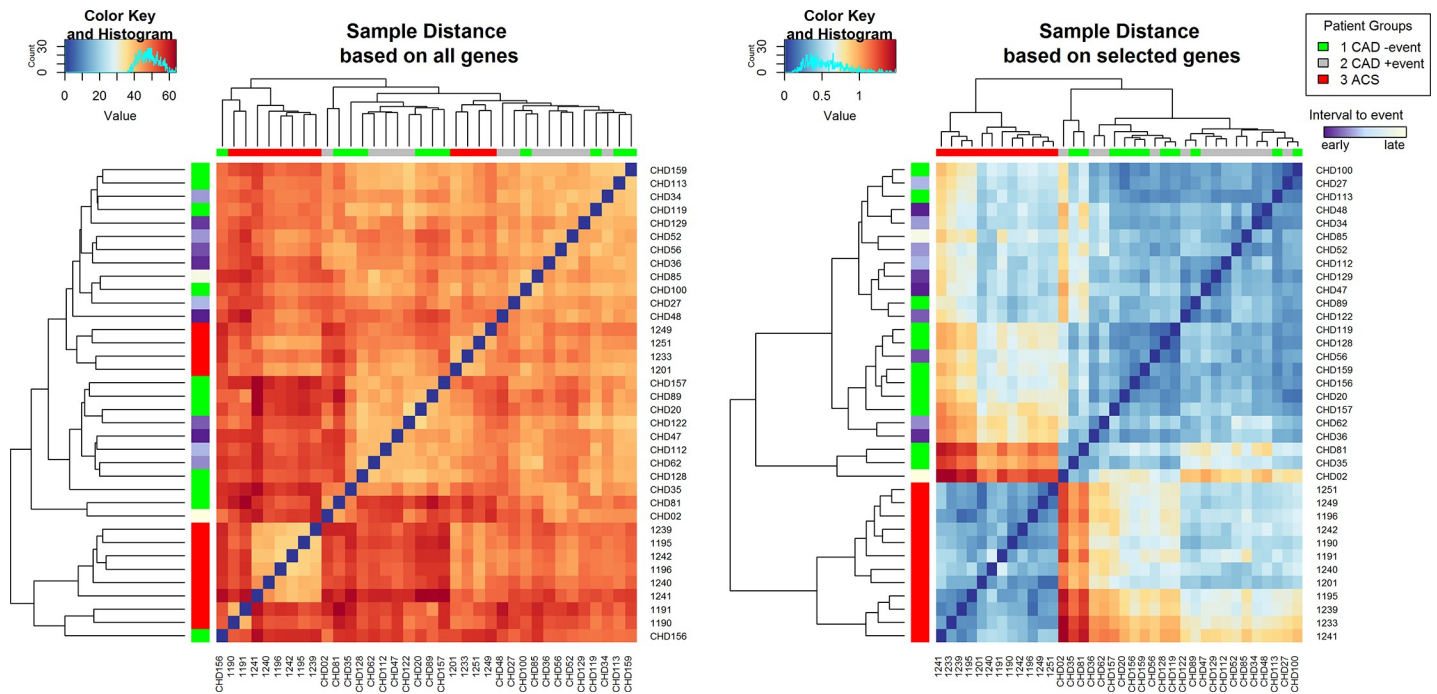 Color Key
and Histogram
Count
0 30
0 20 40 60
Value
Sample Distance
based on all genes
CHD159
CHD113
CHD34
CHD119
CHD129
CHD52
CHD56
CHD36
CHD85
CHD100
CHD27
CHD48
1249
1251
1233
1201
CHD157
CHD89
CHD20
CHD122
CHD47
CHD112
CHD62
CHD128
CHD35
CHD81
CHD02
1239
1195
1242
1196
1240
1241
1191
1190
CHD156
CHD156
1190
1191
1241
1240
1196
1242
1195
1239
CHD02
CHD81
CHD35
CHD128
CHD62
CHD112
CHD47
CHD122
CHD20
CHD89
CHD157
1201
1233
1251
1249
CHD48
CHD27
CHD100
CHD85
CHD36
CHD56
CHD52
CHD129
CHD119
CHD34
CHD113
CHD159
Color Key
and Histogram
Count
0 30
0 0.5 1
Value
Sample Distance
based on selected genes
Patient Groups
1 CAD -event
2 CAD +event
3 ACS
Interval to event
early late
CHD100
CHD27
CHD113
CHD48
CHD34
CHD85
CHD52
CHD112
CHD129
CHD47
CHD89
CHD122
CHD119
CHD128
CHD56
CHD159
CHD156
CHD20
CHD157
CHD62
CHD36
CHD81
CHD35
CHD02
1251
1249
1196
1242
1190
1191
1240
1201
1195
1239
1233
1241
1241
1233
1239
1195
1201
1240
1191
1190
1242
1196
1249
1251
CHD02
CHD35
CHD81
CHD36
CHD62
CHD157
CHD20
CHD156
CHD159
CHD56
CHD128
CHD119
CHD122
CHD89
CHD47
CHD129
CHD112
CHD52
CHD85
CHD34
CHD48
CHD113
CHD27
CHD100